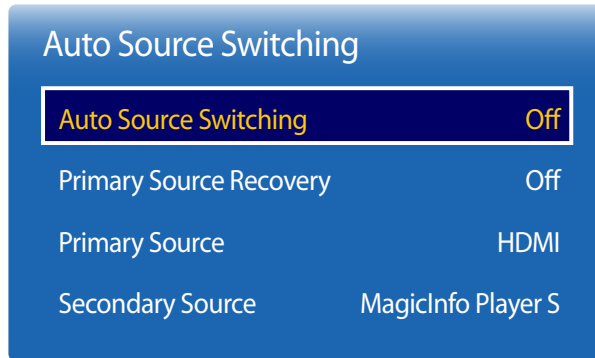 Auto Source Switching
Auto Source Switching Off
Primary Source Recovery Off
Primary Source HDMI
Secondary Source MagicInfo Player S